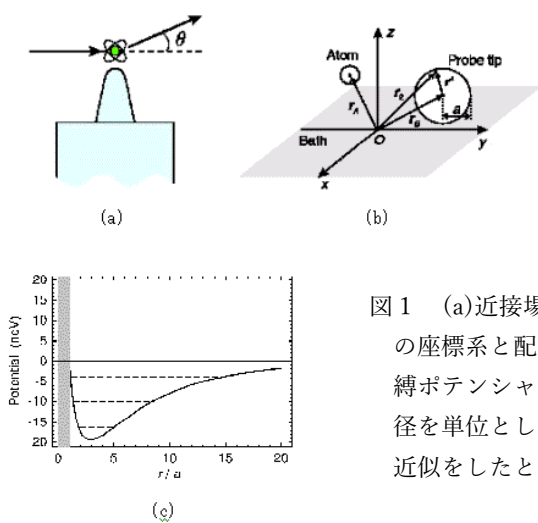 θ
(a)
z
Atom
Probe tip
r'
a
Bath
O
y
x
(b)
20
15
10
5
0
-5
-10
-15
20
Potential (neV)
0
5
10
15
20
r/a
(c)
図1 (a)近接場
の座標系と配
縛ポテンシャ
径を単位とし
近似をしたと